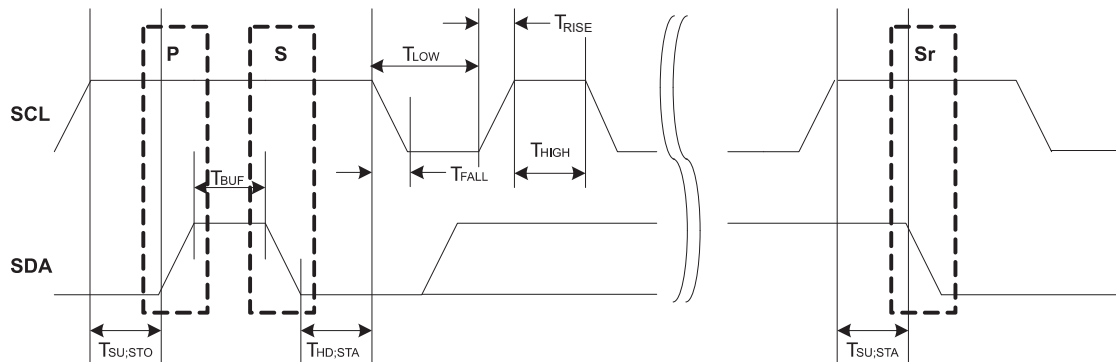 TRISE
P
S
TLOW
Sr
SCL
THIGH
TFALL
TBUF
SDA
TSU;STO
THD;STA
TSU;STA